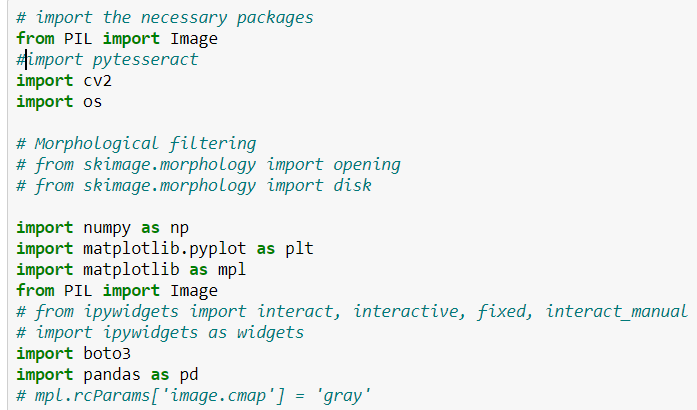 # import the necessary packages
from PIL import Image
#import pytesseract
import cv2
import os
# Morphological filtering
# from skimage.morphology import opening
# from skimage.morphology import disk
import numpy as np
import matplotlib.pyplot as plt
import matplotlib as mpl
from PIL import Image
# from ipywidgets import interact, interactive, fixed, interact_manual
# import ipywidgets as widgets
import boto3
import pandas as pd
# mpl.rcParams['image.cmap'] = 'gray'